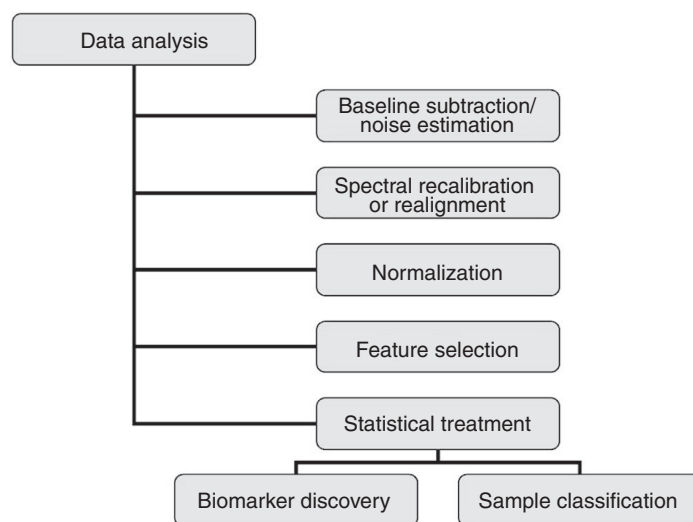 Data analysis
Baseline subtraction/
noise estimation
Spectral recalibration
or realignment
Normalization
Feature selection
Statistical treatment
Biomarker discovery
Sample classification